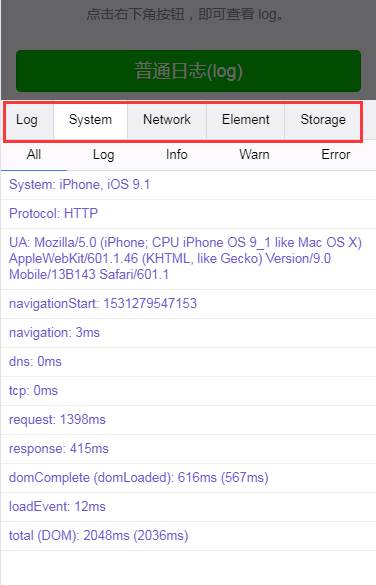 点击右下角按钮，即可查看 log。
普通日志(log)
Log System Network Element Storage
All Log Info Warn Error
System: iPhone, iOS 9.1
Protocol: HTTP
UA: Mozilla/5.0 (iPhone; CPU iPhone OS 9_1 like Mac OS X)
AppleWebKit/601.1.46 (KHTML, like Gecko) Version/9.0
Mobile/13B143 Safari/601.1
navigationStart: 1531279547153
navigation: 3ms
dns: 0ms
tcp: 0ms
request: 1398ms
response: 415ms
domComplete (domLoaded): 616ms (567ms)
loadEvent: 12ms
total (DOM): 2048ms (2036ms)